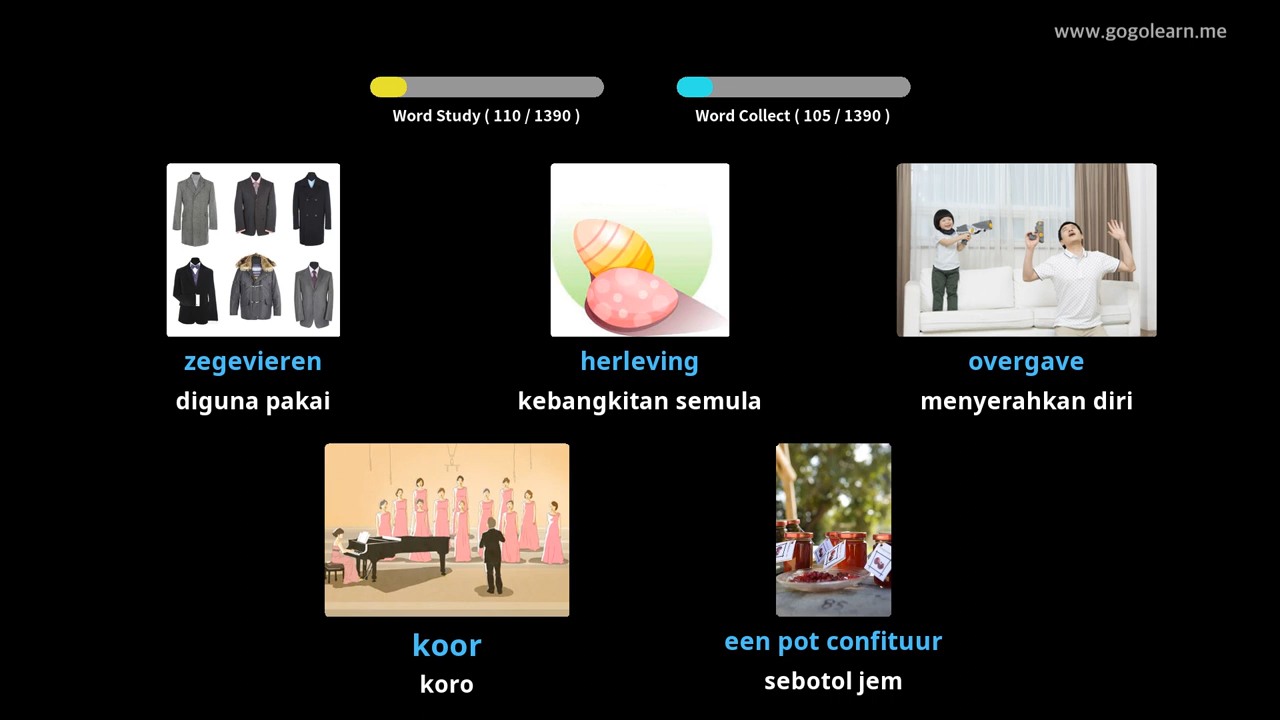 www.gogolearn.me
Word Study ( 110 / 1390 )
Word Collect ( 105 / 1390 )
zegevieren
diguna pakai
herleving
kebangkitan semula
overgave
menyerahkan diri
koor
koro
een pot confituur
sebotol jem